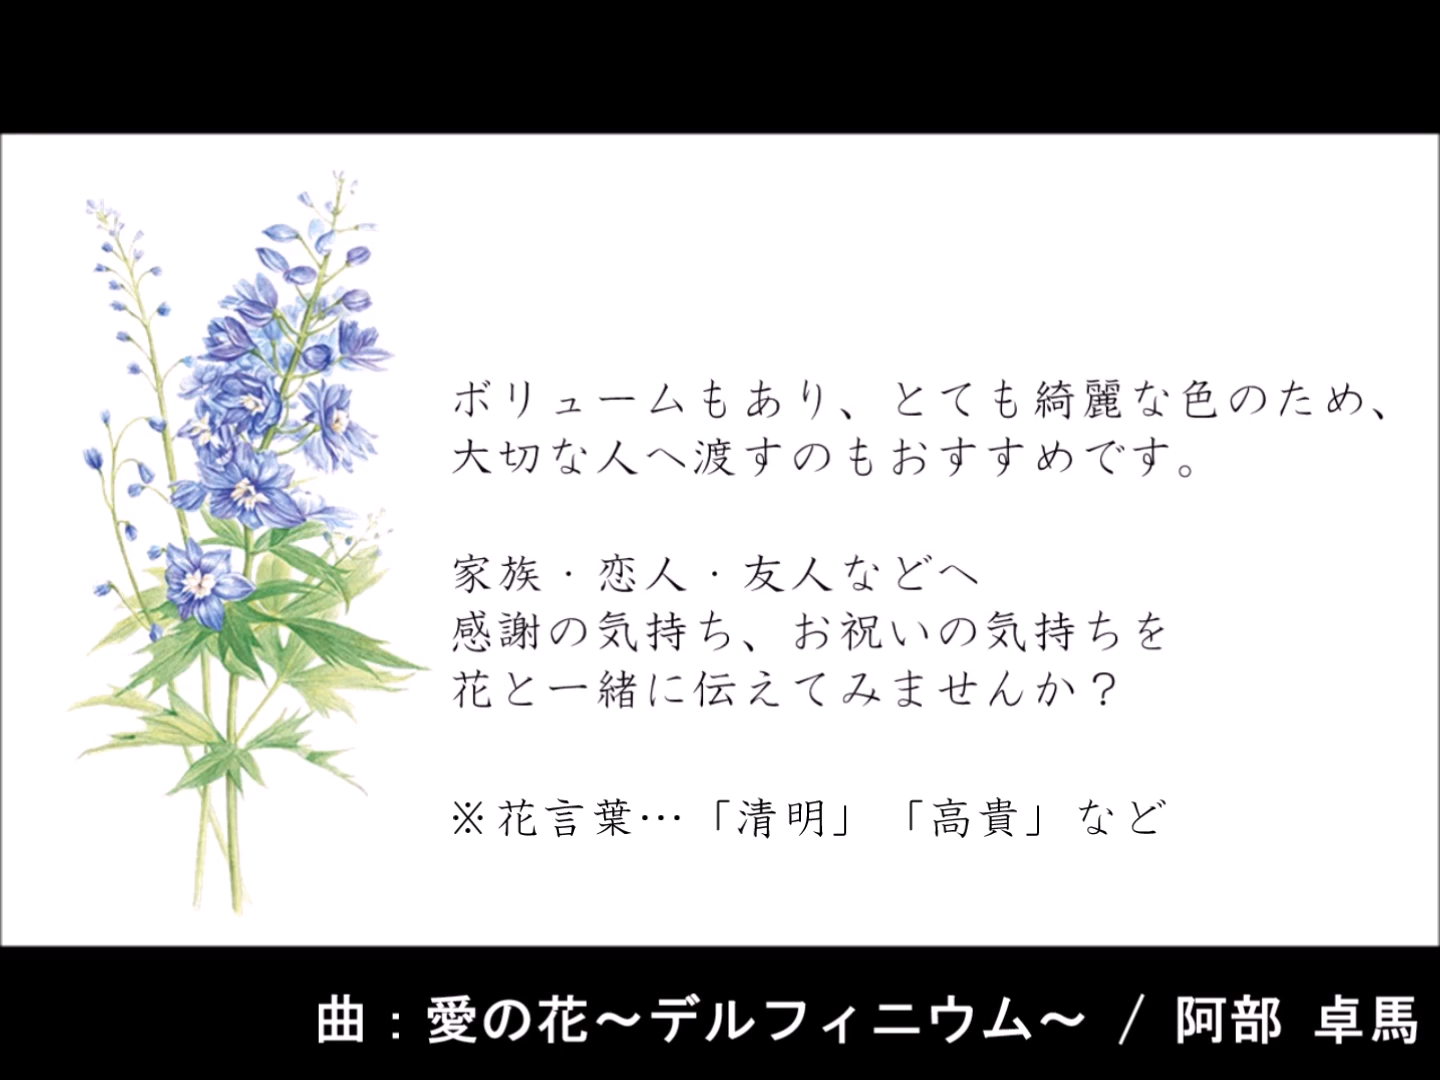 ボリュームもあり、とても綺麗な色のため、
大切な人へ渡すのもおすすめです。
家族・恋人・友人などへ
感謝の気持ち、お祝いの気持ちを
花と一緒に伝えてみませんか？
※花言葉…「清明」「高貴」など
曲：愛の花～デルフィニウム～ / 阿部 卓馬